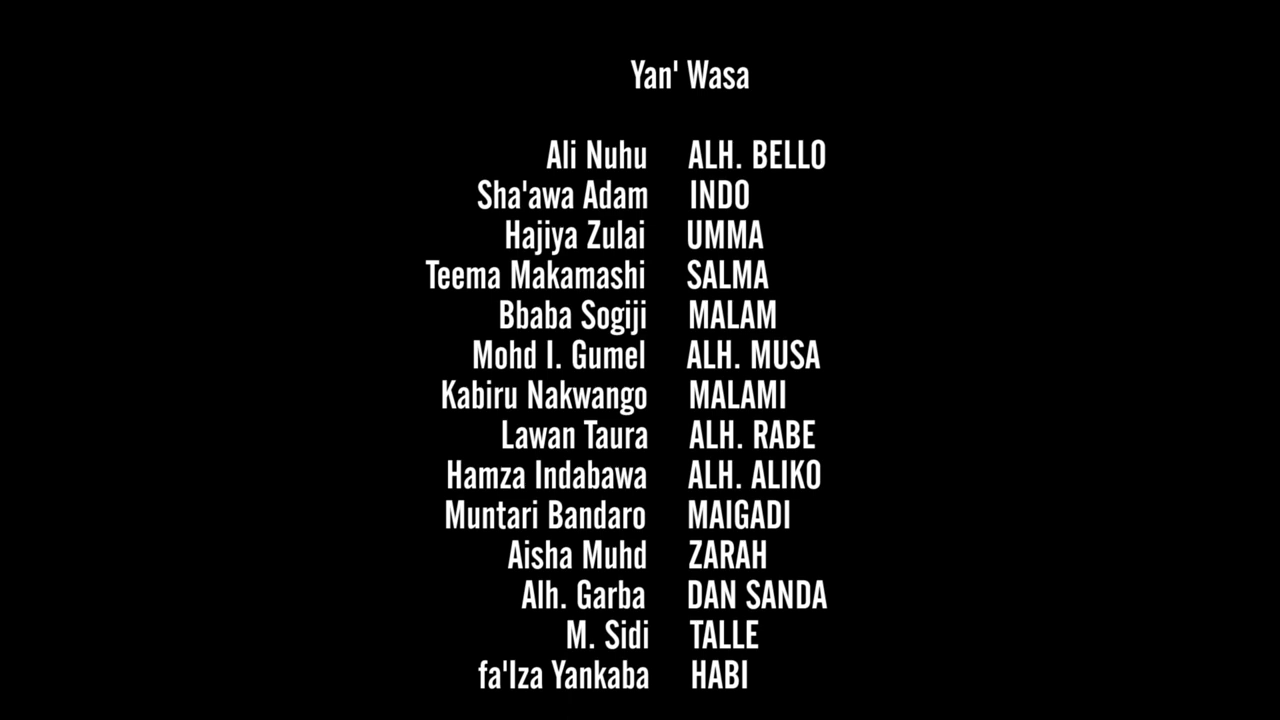 Yan' Wasa
Ali Nuhu ALH. BELLO
Sha'awa Adam INDO
Hajiya Zulai UMMA
Teema Makamashi SALMA
Bbaba Sogiji MALAM
Mohd I. Gumel ALH. MUSA
Kabiru Nakwango MALAMI
Lawan Taura ALH. RABE
Hamza Indabawa ALH. ALIKO
Muntari Bandaro MAIGADI
Aisha Muhd ZARAH
Alh. Garba DAN SANDA
M. Sidi TALLE
fa'Iza Yankaba HABI